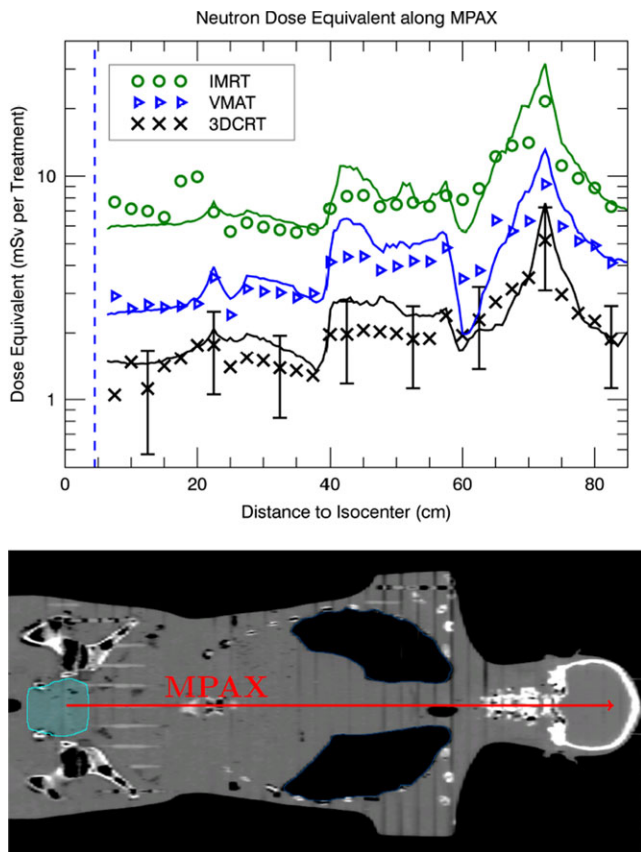 Neutron Dose Equivalent along MPAX
Dose Equivalent (mSv per Treatment)
10
1
IMRT
VMAT
3DCRT
0 20 40 60 80
Distance to Isocenter (cm)
MPAX